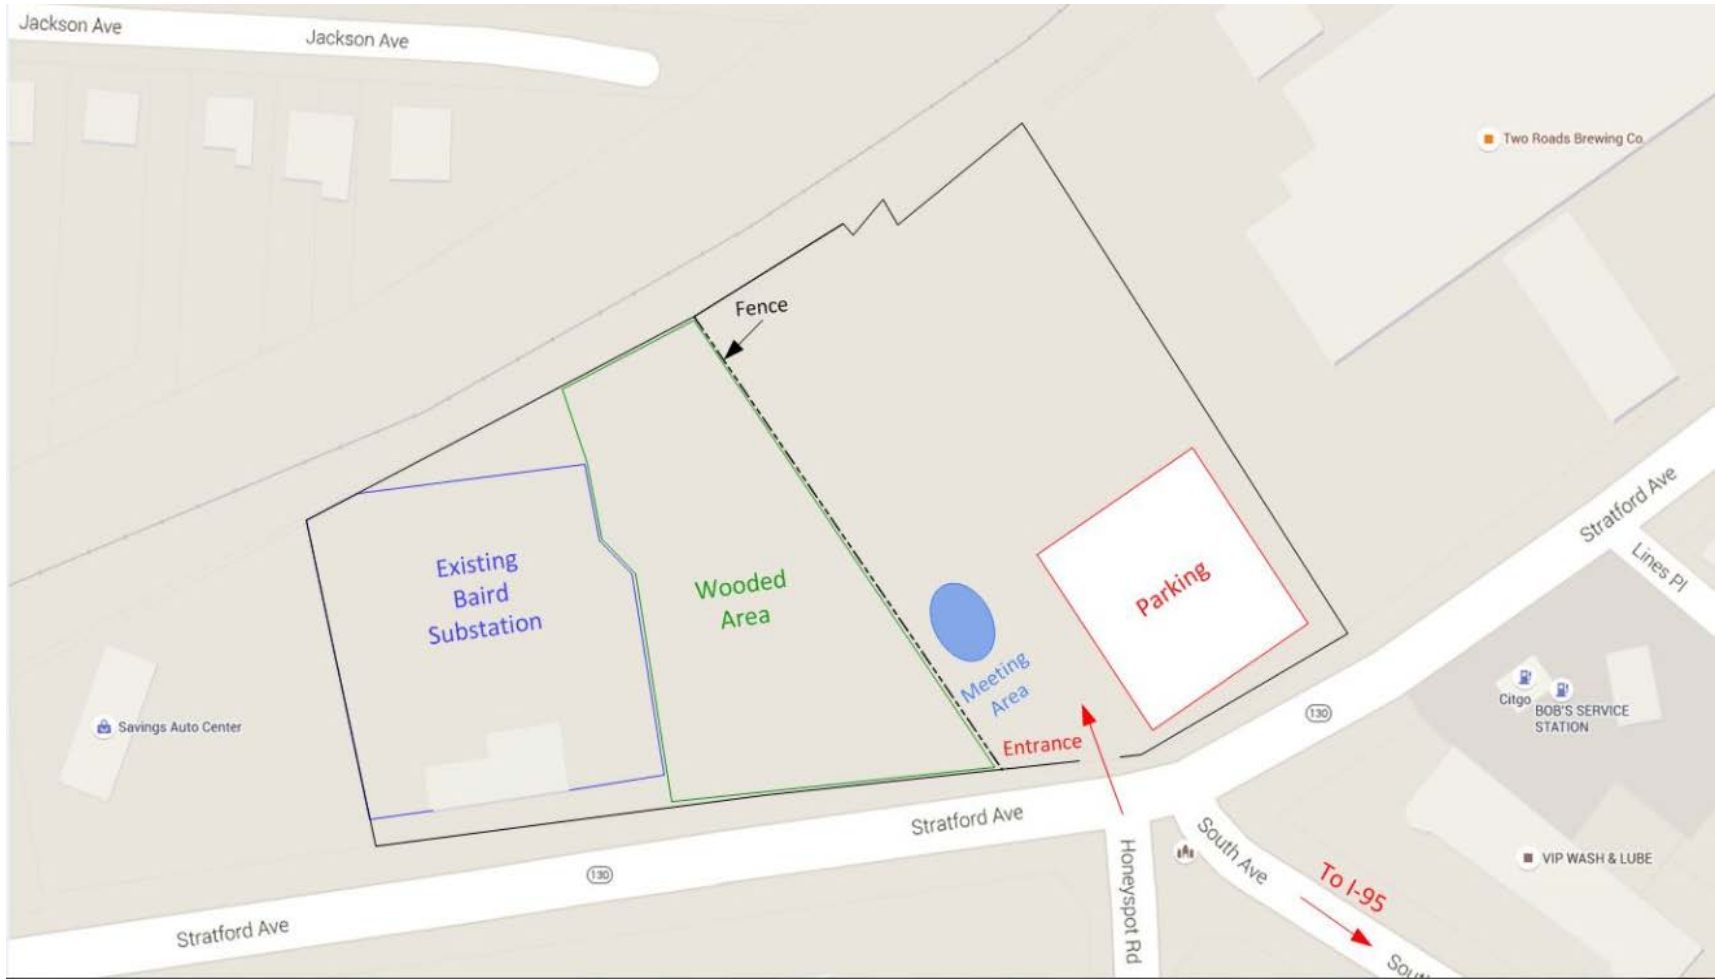 Jackson Ave
Jackson Ave
Two Roads Brewing Co.
Fence
Stratford Ave
Lines Pl
Existing
Baird
Substation
Wooded
Area
Parking
Meeting
Area
Citgo
BOB'S SERVICE
STATION
130
Savings Auto Center
Entrance
Stratford Ave
South Ave
Honeyspot Rd
VIP WASH & LUBE
130
To I-95
Stratford Ave